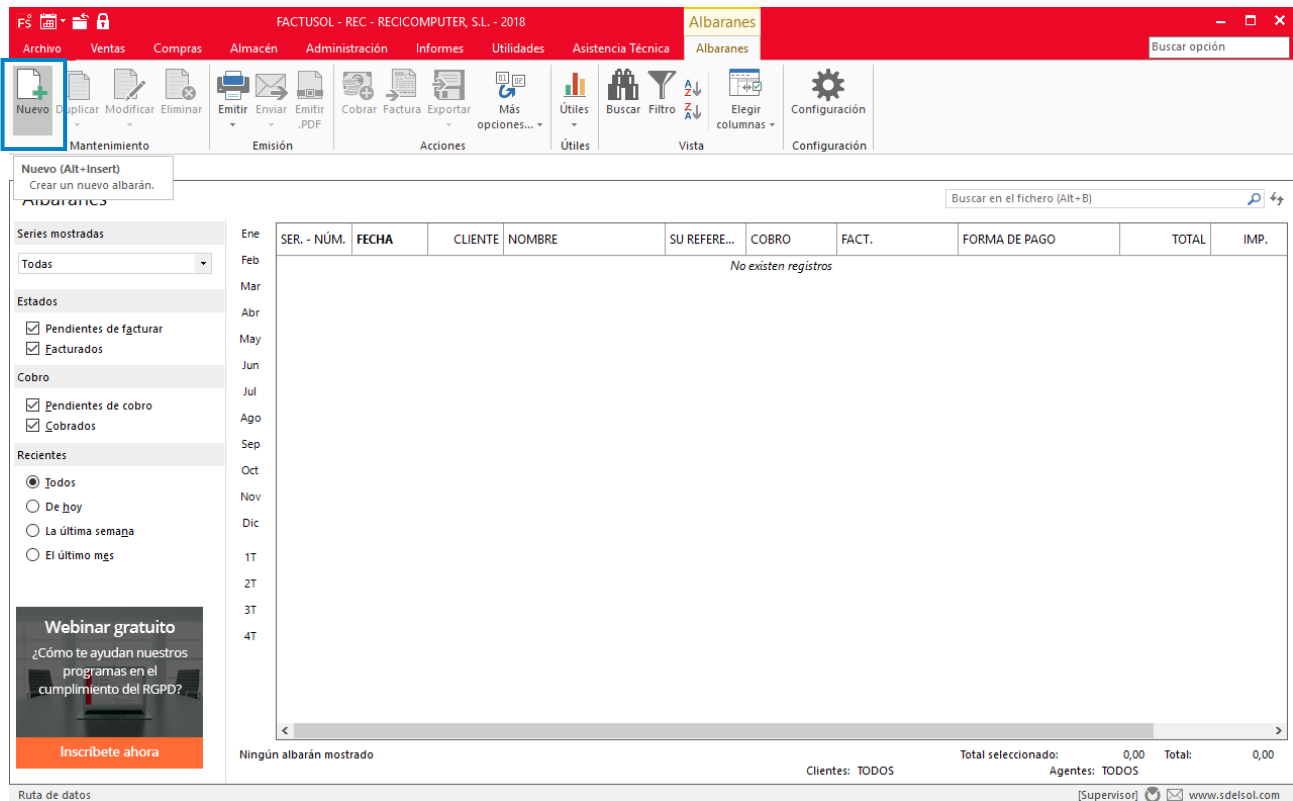 FS FACTUSOL - REC - RECICOMPUTER, S.L. - 2018 Albaranes
Archivo Ventas Compras Almacén Administración Informes Utilidades Asistencia Técnica Albaranes Buscar opción
Nuevo Duplicar Modificar Eliminar Emitir Enviar Emitir .PDF Cobrar Factura Exportar Más opciones... Útiles Buscar Filtro Elegir columnas Configuración
Mantenimiento Emisión Acciones Útiles Vista Configuración
Nuevo (Alt+Insert)
Crear un nuevo albarán.
Albaranes Buscar en el fichero (Alt+B)
Series mostradas
Todas
Estados
Pendientes de facturar
Facturados
Cobro
Pendientes de cobro
Cobrados
Recientes
Todos
De hoy
La última semana
El último mes
Webinar gratuito
¿Cómo te ayudan nuestros
programas en el
cumplimiento del RGPD?
Inscríbete ahora
Ene
Feb
Mar
Abr
May
Jun
Jul
Ago
Sep
Oct
Nov
Dic
1T
2T
3T
4T
SER. - NÚM. FECHA CLIENTE NOMBRE SU REFERE... COBRO FACT. FORMA DE PAGO TOTAL IMP.
No existen registros
Ningún albarán mostrado Total seleccionado: 0,00 Total: 0,00
Clientes: TODOS Agentes: TODOS
Ruta de datos [Supervisor] www.sdelsol.com